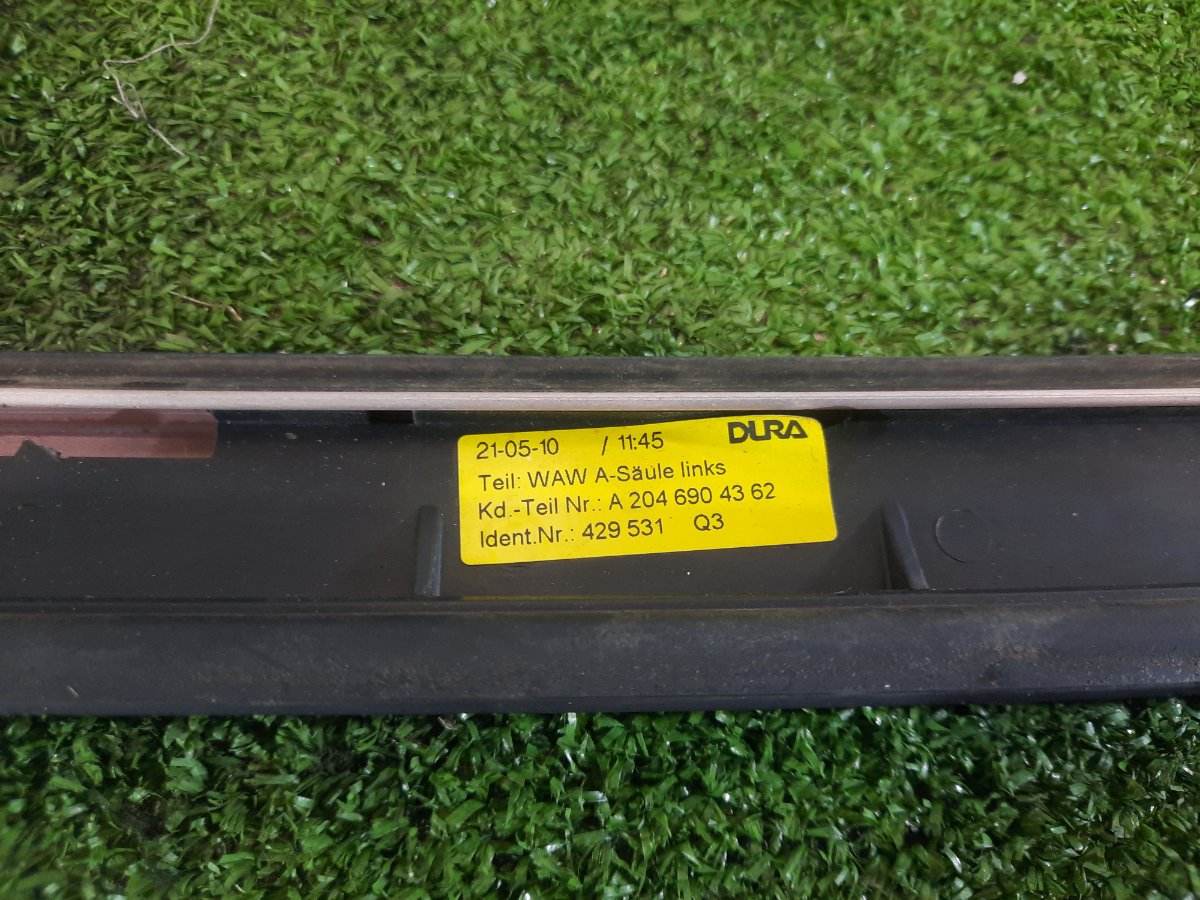 21-05-10 / 11:45 DURA
Teil: WAW A-Säule links
Kd.-Teil Nr.: A 204 690 43 62
Ident.Nr.: 429 531 Q3